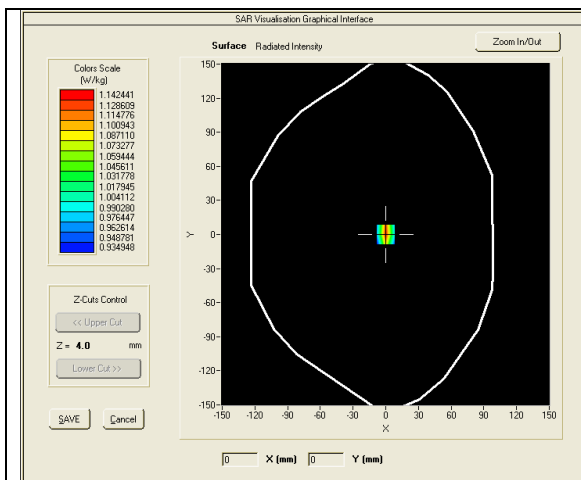 SAR Visualisation Graphical Interface
Surface Radiated Intensity
Zoom In/Out
Colors Scale
(W/kg)
1.142441
1.128609
1.114776
1.100943
1.087110
1.073277
1.059444
1.045611
1.031778
1.017945
1.004112
0.990280
0.976447
0.962614
0.948781
0.934948
Z-Cuts Control
<< Upper Cut
Z = 4.0 mm
Lower Cut >>
SAVE Cancel
150
120
90
60
30
0
-30
-60
-90
-120
-150
Y
-150 -120 -90 -60 -30 0 30 60 90 120 150
X
0 X (mm) 0 Y (mm)